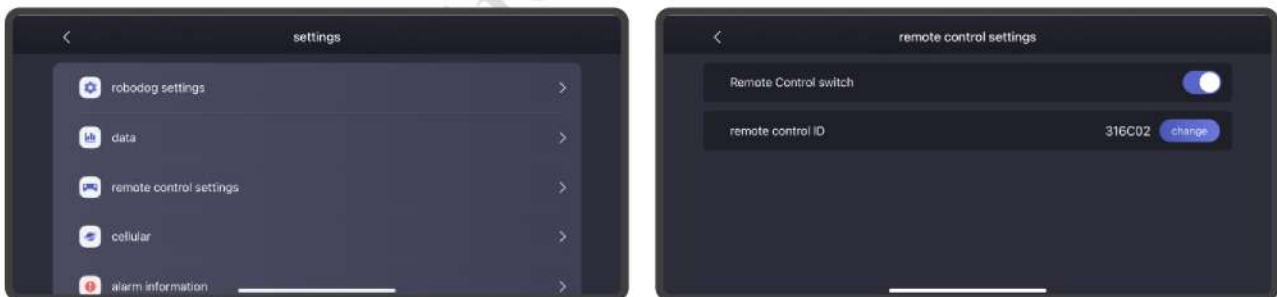 settings
robodog settings
data
remote control settings
cellular
alarm information
remote control settings
Remote Control switch
remote control ID 316C02 change